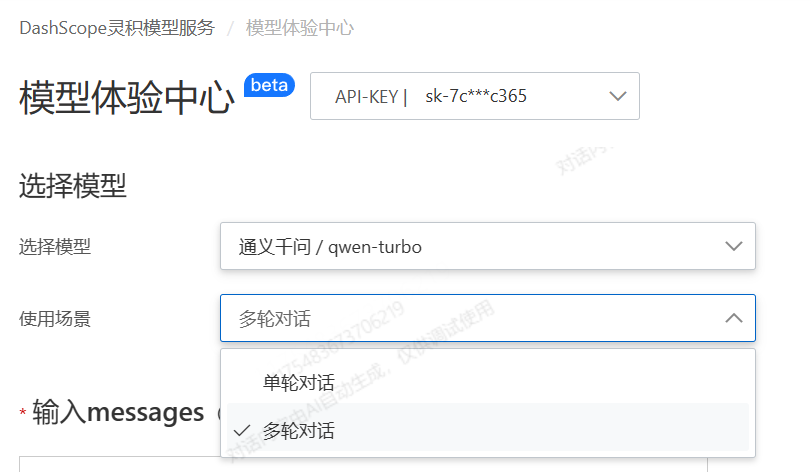 DashScope灵积模型服务 / 模型体验中心
模型体验中心 beta API-KEY | sk-7c***c365
选择模型
选择模型 通义千问 / qwen-turbo
使用场景 多轮对话
单轮对话
多轮对话
* 输入messages
对话内容由AI自动生成，仅供调试使用